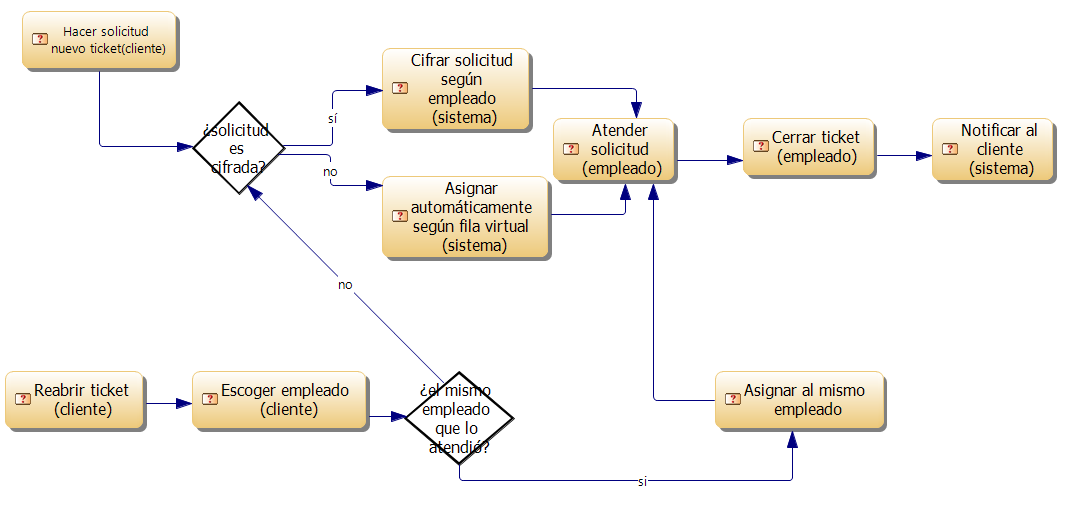 Hacer solicitud
nuevo ticket(cliente)
¿solicitud
es
cifrada?
sí
no
Cifrar solicitud
según
empleado
(sistema)
Asignar
automáticamente
según fila virtual
(sistema)
Atender
solicitud
(empleado)
Cerrar ticket
(empleado)
Notificar al
cliente
(sistema)
no
Reabrir ticket
(cliente)
Escoger empleado
(cliente)
¿el mismo
empleado
que lo
atendió?
si
Asignar al mismo
empleado